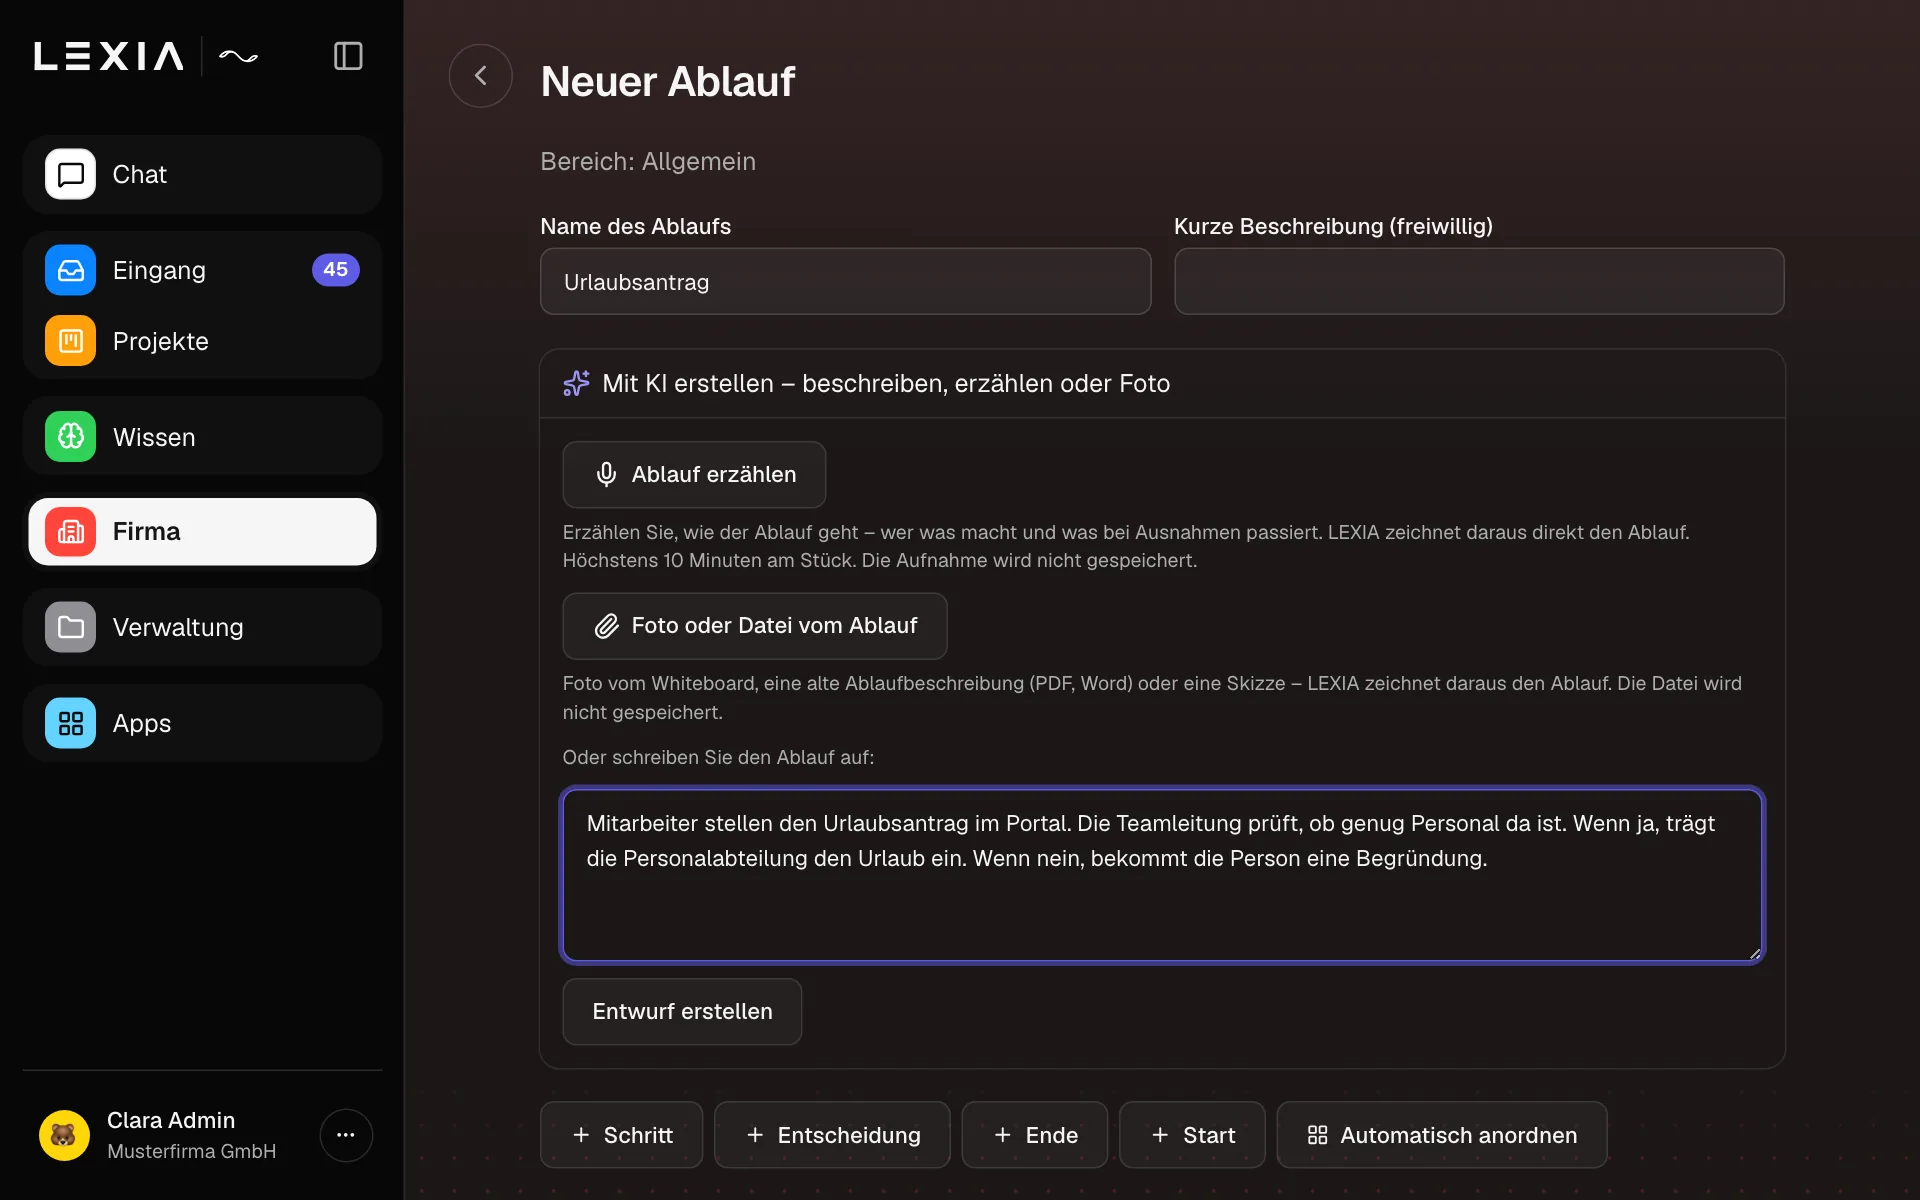 LEXIA
Chat
Eingang 45
Projekte
Wissen
Firma
Verwaltung
Apps
Clara Admin
Musterfirma GmbH
Neuer Ablauf
Bereich: Allgemein
Name des Ablaufs
Urlaubsantrag
Kurze Beschreibung (freiwillig)
Mit KI erstellen – beschreiben, erzählen oder Foto
Ablauf erzählen
Erzählen Sie, wie der Ablauf geht – wer was macht und was bei Ausnahmen passiert. LEXIA zeichnet daraus direkt den Ablauf.
Höchstens 10 Minuten am Stück. Die Aufnahme wird nicht gespeichert.
Foto oder Datei vom Ablauf
Foto vom Whiteboard, eine alte Ablaufbeschreibung (PDF, Word) oder eine Skizze – LEXIA zeichnet daraus den Ablauf. Die Datei wird
nicht gespeichert.
Oder schreiben Sie den Ablauf auf:
Mitarbeiter stellen den Urlaubsantrag im Portal. Die Teamleitung prüft, ob genug Personal da ist. Wenn ja, trägt
die Personalabteilung den Urlaub ein. Wenn nein, bekommt die Person eine Begründung.
Entwurf erstellen
+ Schritt + Entscheidung + Ende + Start Automatisch anordnen